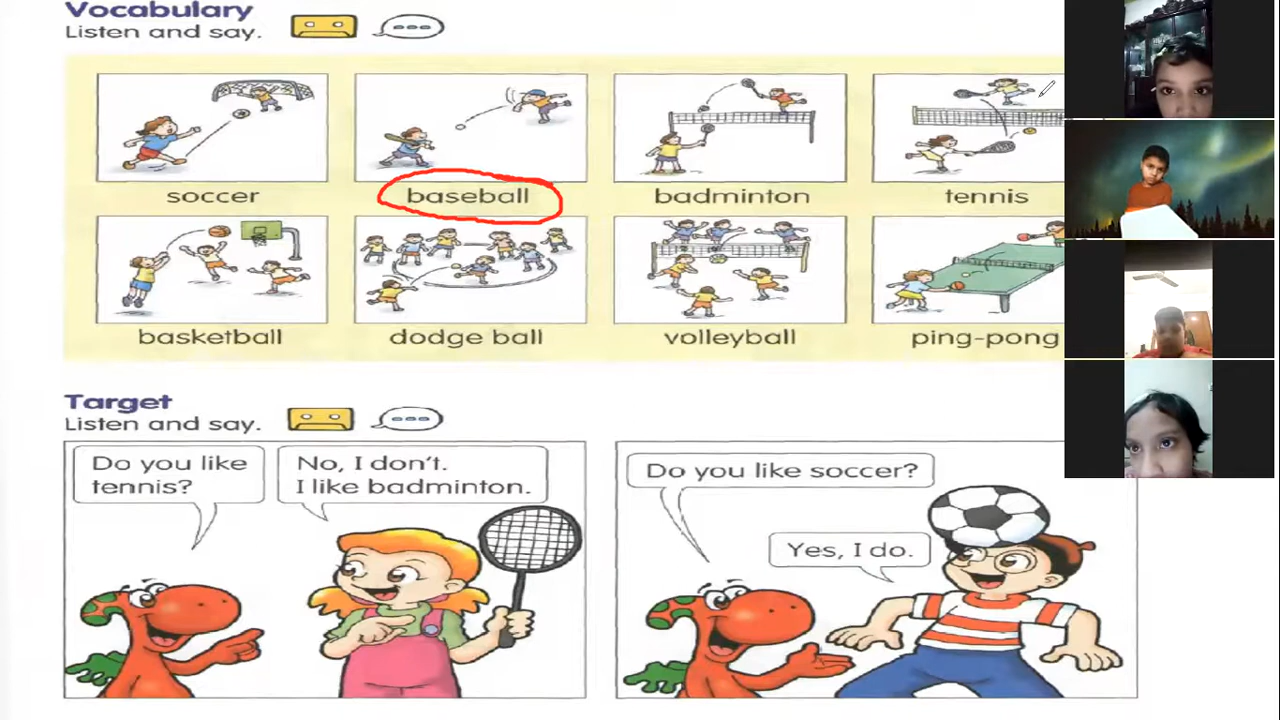 Vocabulary
Listen and say.
soccer
baseball
badminton
tennis
basketball
dodge ball
volleyball
ping-pong
Target
Listen and say.
Do you like
tennis?
No, I don't.
I like badminton.
Do you like soccer?
Yes, I do.